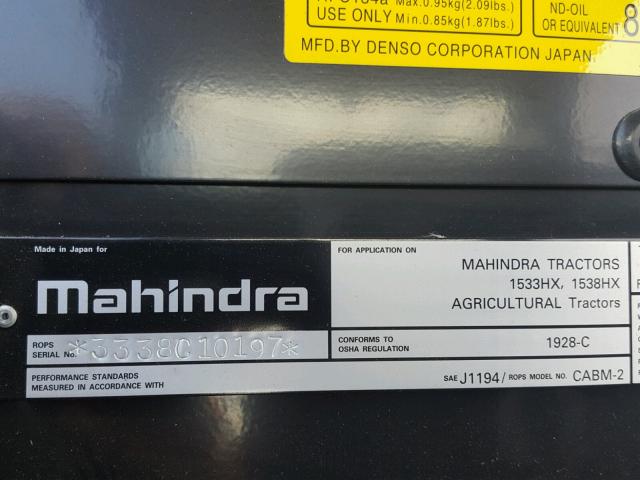 Max.0.95kg(2.09lbs.)
USE ONLY Min.0.85kg(1.87lbs.)
ND-OIL 8
OR EQUIVALENT
MFD.BY DENSO CORPORATION JAPAN
Made in Japan for
Mahindra
FOR APPLICATION ON
MAHINDRA TRACTORS
1533HX, 1538HX
AGRICULTURAL Tractors
ROPS
SERIAL No. *3338C10197*
CONFORMS TO
OSHA REGULATION
1928-C
PERFORMANCE STANDARDS
MEASURED IN ACCORDANCE WITH
SAE J1194/ ROPS MODEL NO. CABM-2